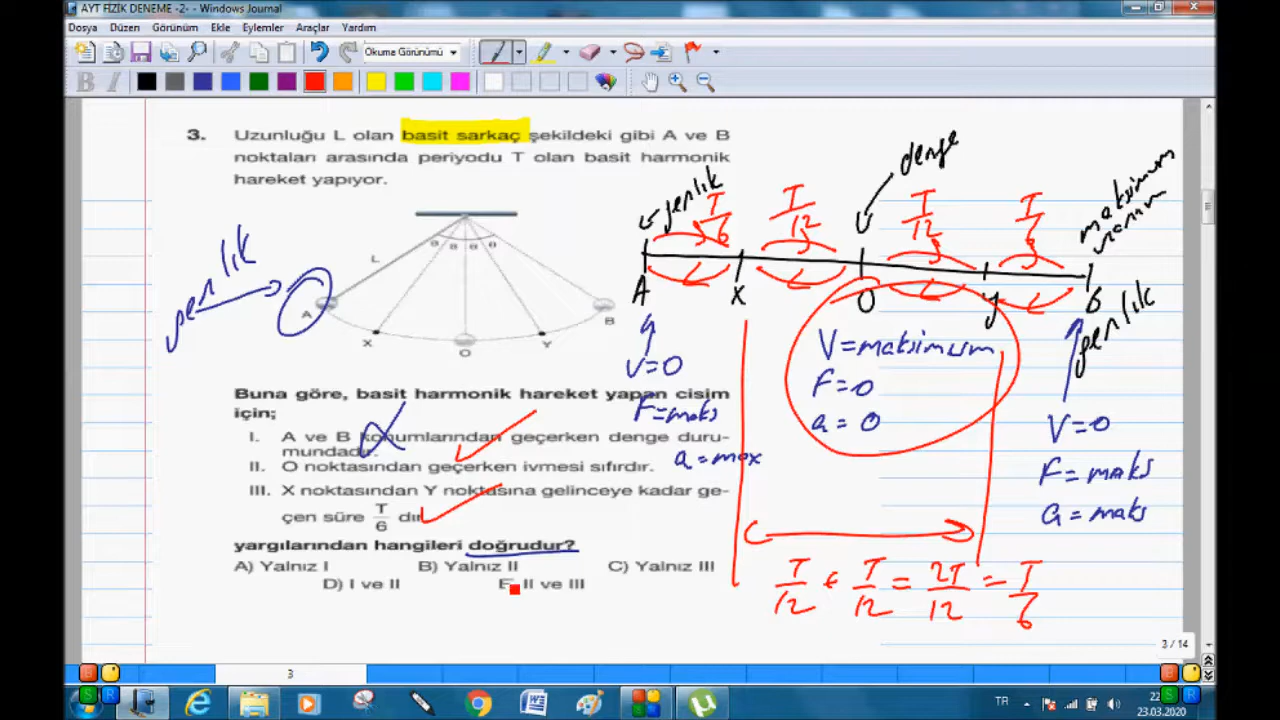 AYT FİZİK DENEME -2- - Windows Journal
Dosya Düzen Görünüm Ekle Eylemler Araçlar Yardım
Okuma Görünümü
B I
3. Uzunluğu L olan basit sarkaç şekildeki gibi A ve B
noktaları arasında periyodu T olan basit harmonik
hareket yapıyor.
θ θ θ θ
L
A
X
O
Y
B
genlik
Buna göre, basit harmonik hareket yapan cisim
için;
I. A ve B konumlarından geçerken denge duru-
mundadır.
II. O noktasından geçerken ivmesi sıfırdır.
III. X noktasından Y noktasına gelinceye kadar ge-
çen süre T/6 dır.
yargılarından hangileri doğrudur?
A) Yalnız I B) Yalnız II C) Yalnız III
D) I ve II E II ve III
genlik
denge
maksimum
T/6 T/12 T/12 T/6
A X O Y B
genlik
V=0
F=maks
a=max
V=maksimum
F=0
a=0
V=0
F=maks
a=maks
T/12 + T/12 = 2T/12 = T/6
3 / 14
3
TR
22
23.03.2020